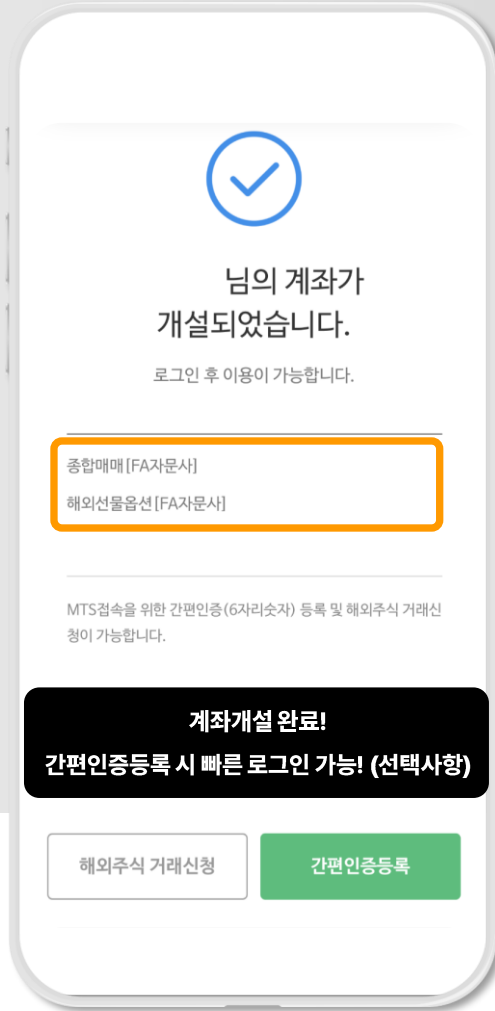 님의 계좌가
개설되었습니다.
로그인 후 이용이 가능합니다.
종합매매[FA자문사]
해외선물옵션[FA자문사]
MTS접속을 위한 간편인증(6자리숫자) 등록 및 해외주식 거래신
청이 가능합니다.
계좌개설 완료!
간편인증등록 시 빠른 로그인 가능! (선택사항)
해외주식 거래신청
간편인증등록